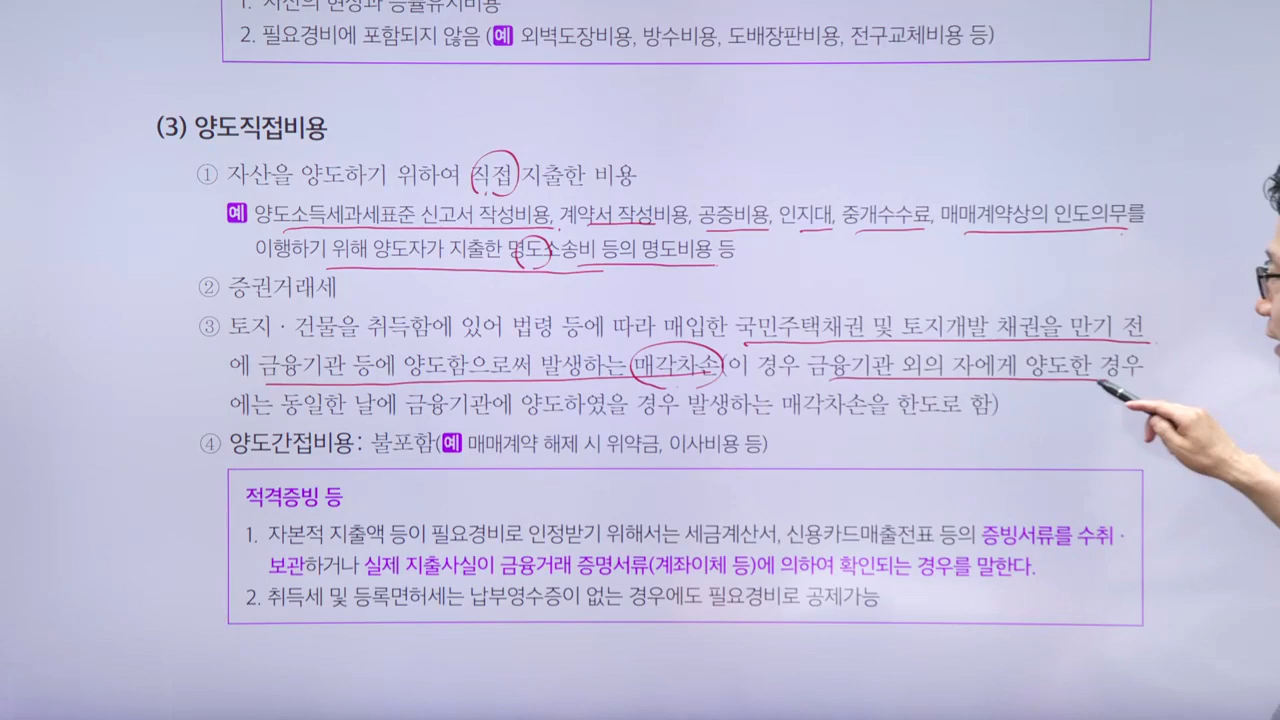 1. 자산의 현상과 능률유지비용
2. 필요경비에 포함되지 않음 (예 외벽도장비용, 방수비용, 도배장판비용, 전구교체비용 등)
(3) 양도직접비용
① 자산을 양도하기 위하여 직접 지출한 비용
예 양도소득세과세표준 신고서 작성비용, 계약서 작성비용, 공증비용, 인지대, 중개수수료, 매매계약상의 인도의무를
이행하기 위해 양도자가 지출한 명도소송비 등의 명도비용 등
② 증권거래세
③ 토지·건물을 취득함에 있어 법령 등에 따라 매입한 국민주택채권 및 토지개발 채권을 만기 전
에 금융기관 등에 양도함으로써 발생하는 매각차손(이 경우 금융기관 외의 자에게 양도한 경우
에는 동일한 날에 금융기관에 양도하였을 경우 발생하는 매각차손을 한도로 함)
④ 양도간접비용: 불포함(예 매매계약 해제 시 위약금, 이사비용 등)
적격증빙 등
1. 자본적 지출액 등이 필요경비로 인정받기 위해서는 세금계산서, 신용카드매출전표 등의 증빙서류를 수취·
보관하거나 실제 지출사실이 금융거래 증명서류(계좌이체 등)에 의하여 확인되는 경우를 말한다.
2. 취득세 및 등록면허세는 납부영수증이 없는 경우에도 필요경비로 공제가능